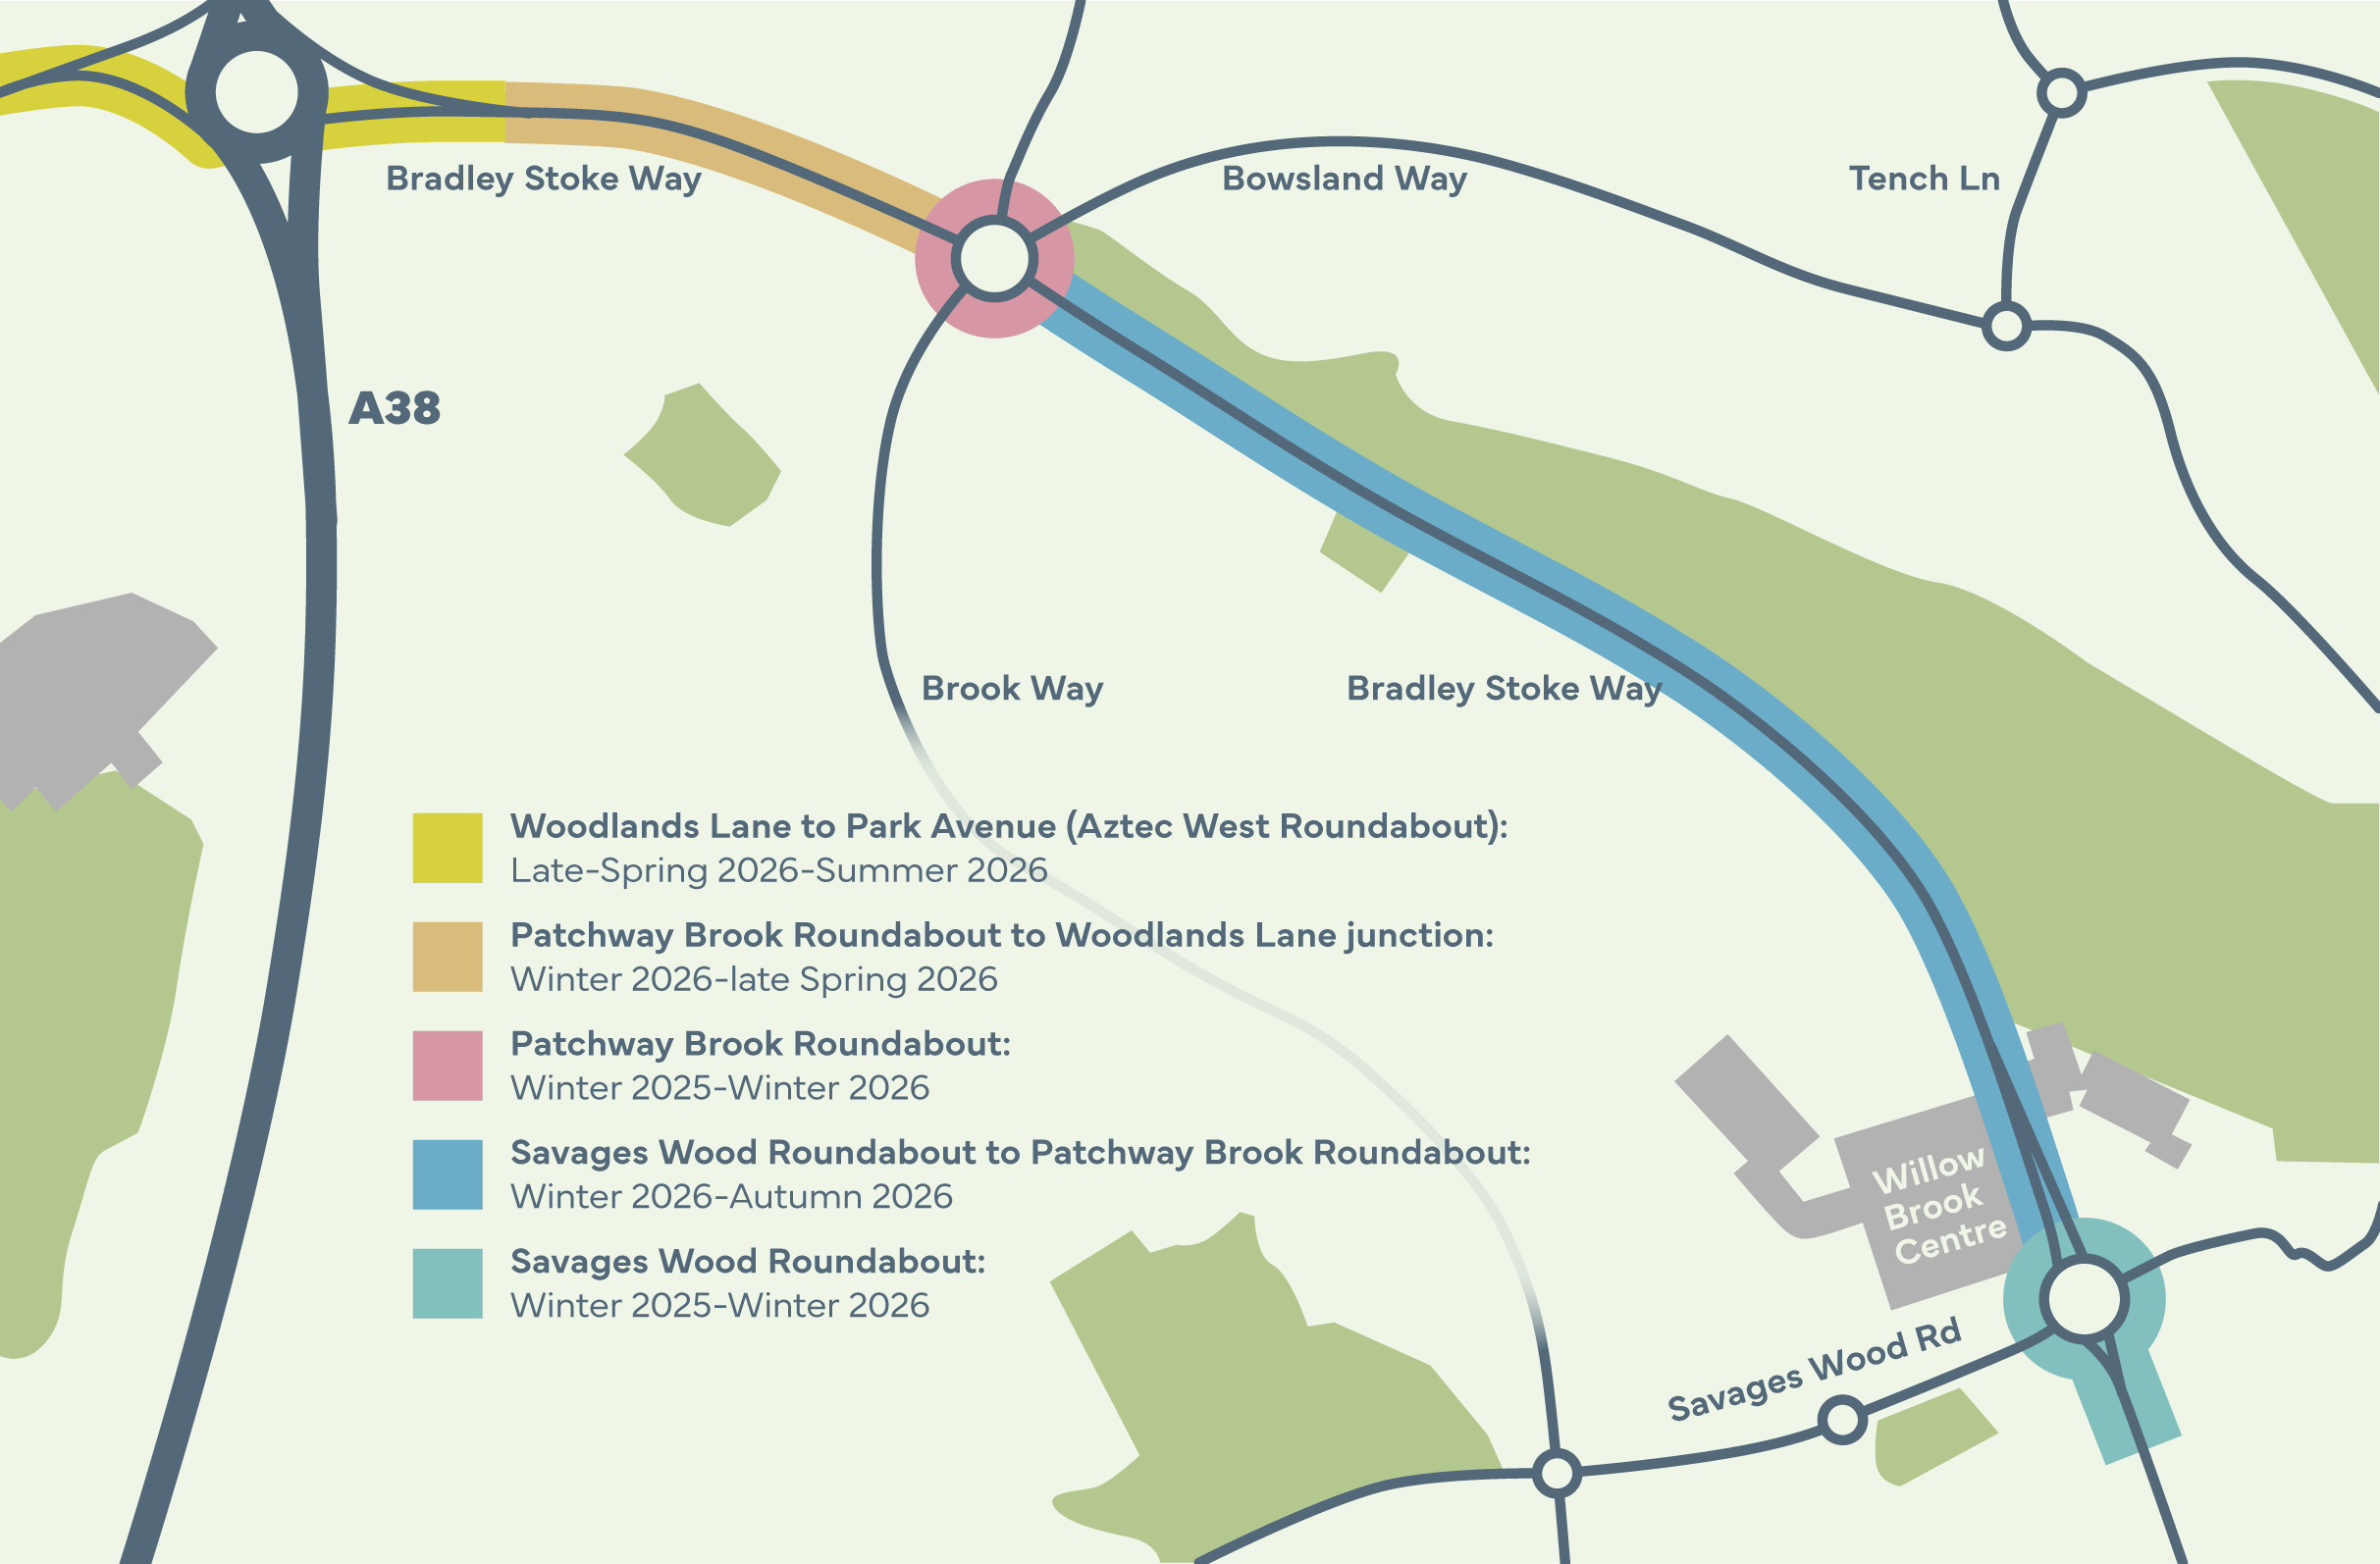 Bradley Stoke Way
Bowsland Way
Tench Ln
A38
Brook Way
Bradley Stoke Way
Woodlands Lane to Park Avenue (Aztec West Roundabout):
Late-Spring 2026-Summer 2026
Patchway Brook Roundabout to Woodlands Lane junction:
Winter 2026-late Spring 2026
Patchway Brook Roundabout:
Winter 2025-Winter 2026
Savages Wood Roundabout to Patchway Brook Roundabout:
Winter 2026-Autumn 2026
Savages Wood Roundabout:
Winter 2025-Winter 2026
Willow
Brook
Centre
Savages Wood Rd